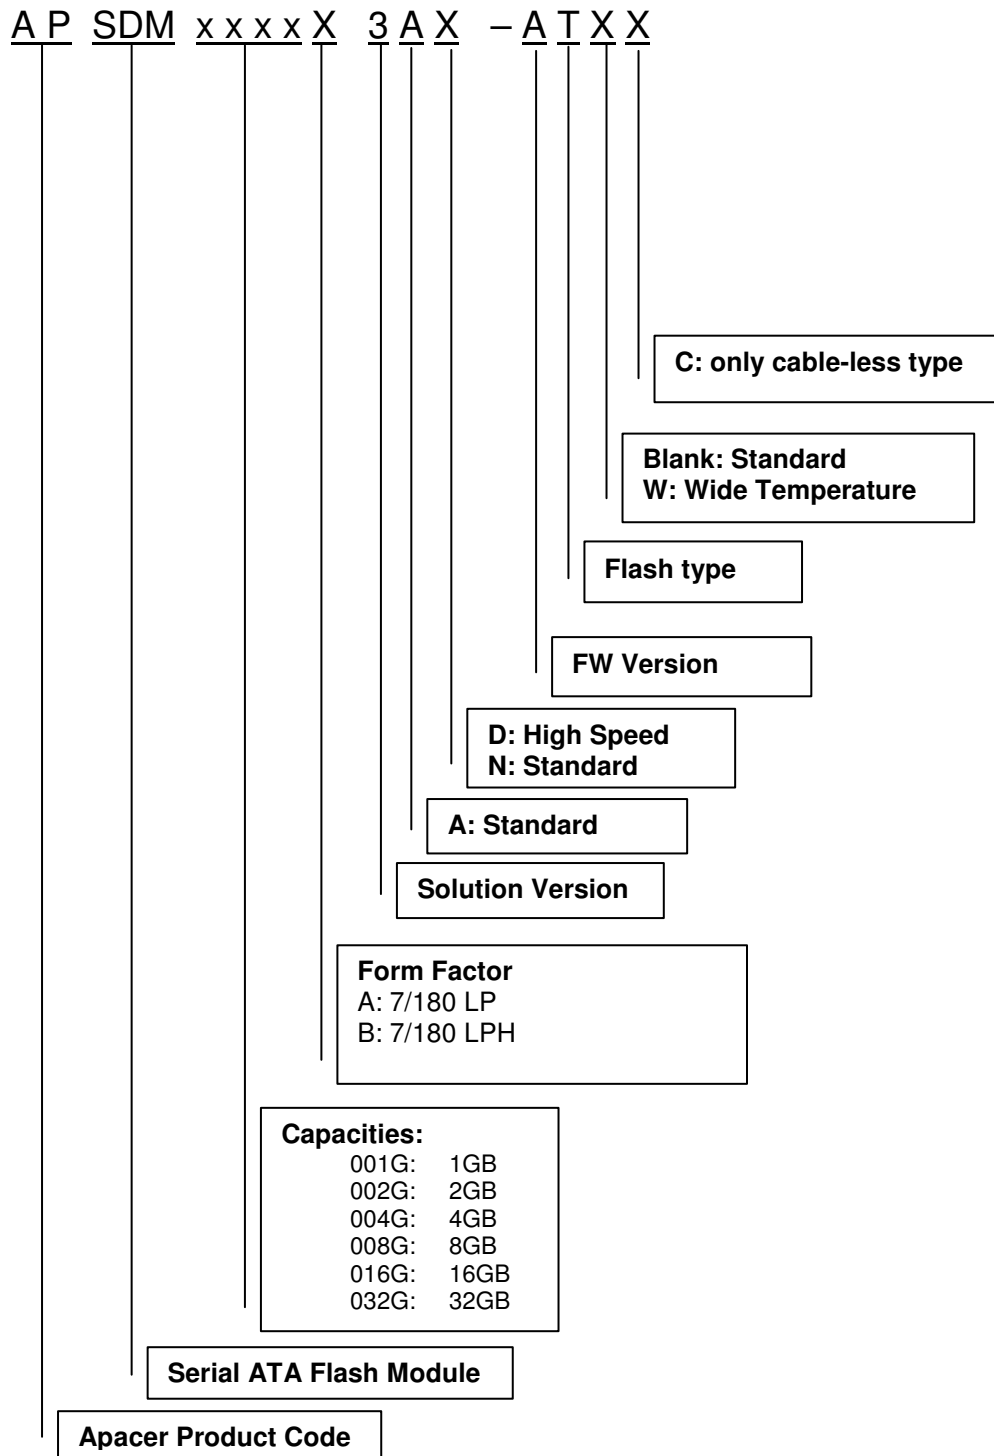 A P SDM x x x x X 3 A X – A T X X
C: only cable-less type
Blank: Standard
W: Wide Temperature
Flash type
FW Version
D: High Speed
N: Standard
A: Standard
Solution Version
Form Factor
A: 7/180 LP
B: 7/180 LPH
Capacities:
001G: 1GB
002G: 2GB
004G: 4GB
008G: 8GB
016G: 16GB
032G: 32GB
Serial ATA Flash Module
Apacer Product Code